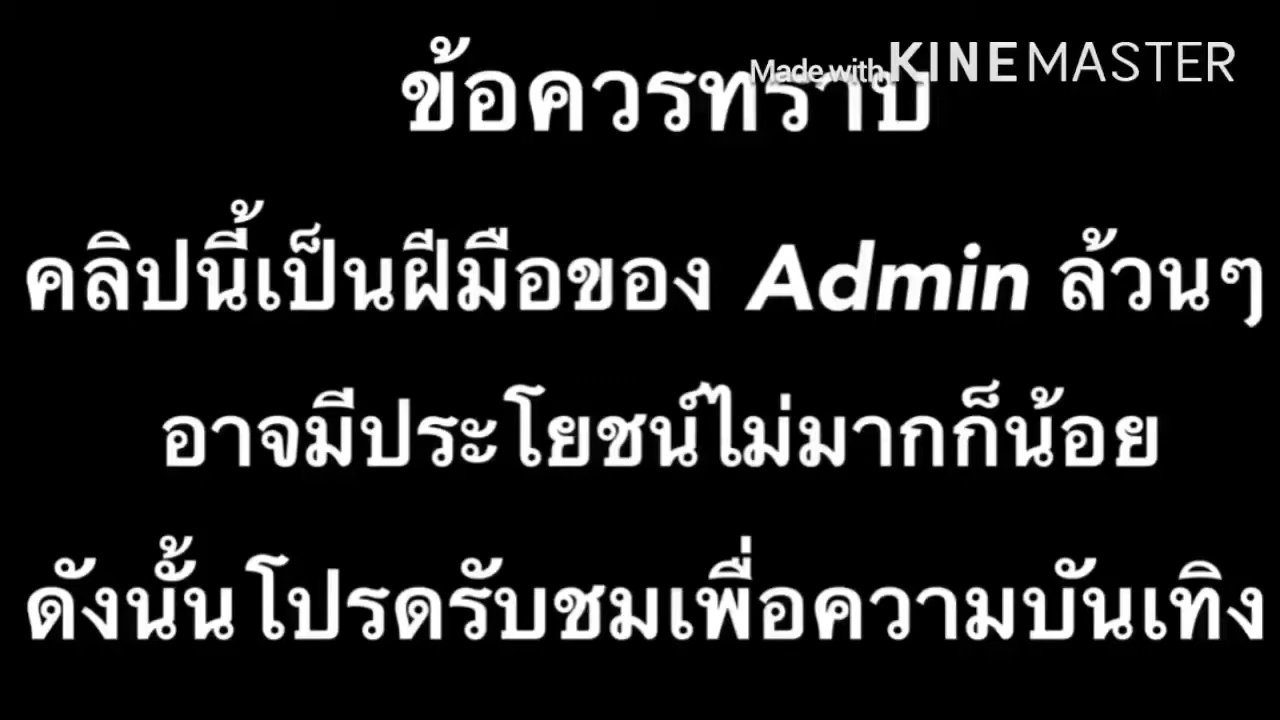 Made with KINEMASTER
ข้อควรทราบ
คลิปนี้เป็นฝีมือของ Admin ล้วนๆ
อาจมีประโยชน์ไม่มากก็น้อย
ดังนั้นโปรดรับชมเพื่อความบันเทิง